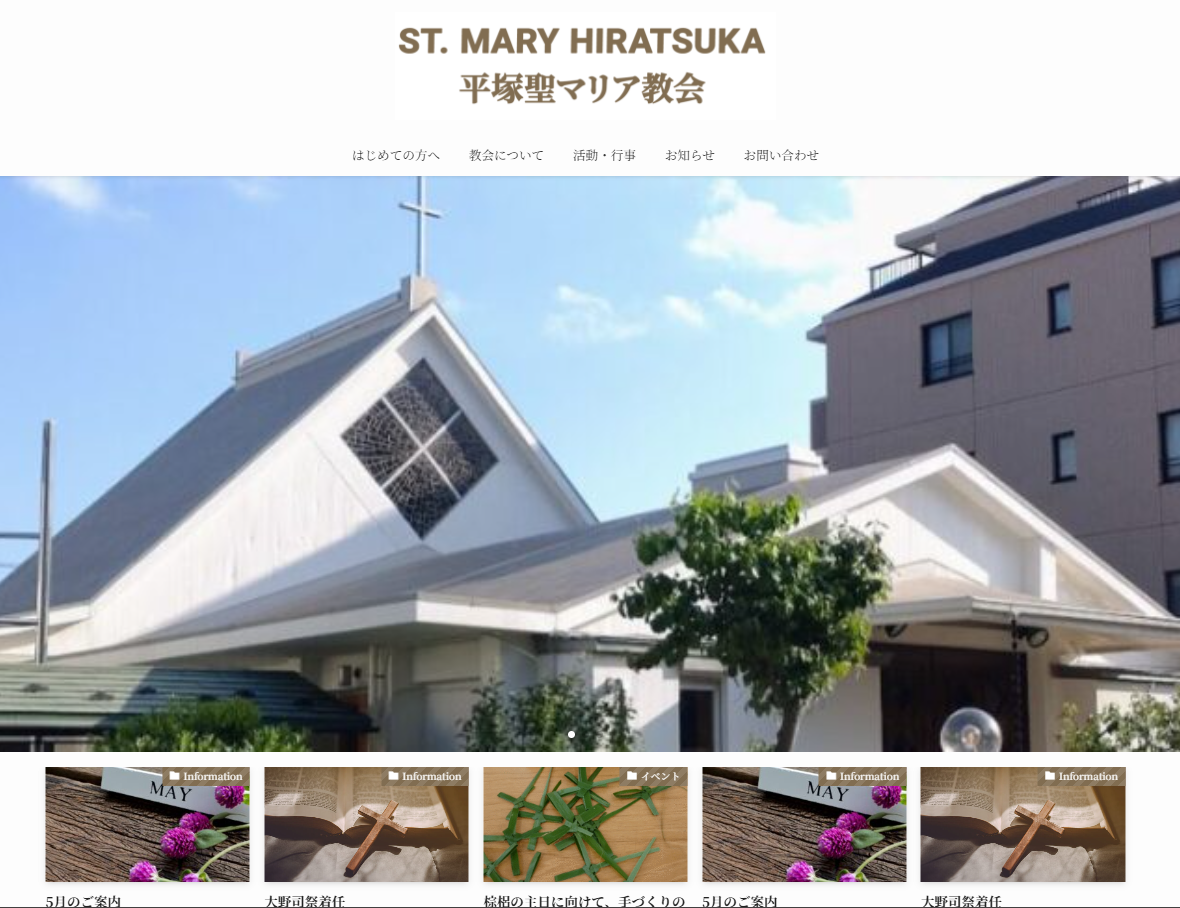 ST. MARY HIRATSUKA
平塚聖マリア教会
はじめての方へ 教会について 活動・行事 お知らせ お問い合わせ
Information Information イベント Information Information
MAY MAY
5月のご案内 大野司祭着任 棕梠の主日に向けて、手づくりの 5月のご案内 大野司祭着任